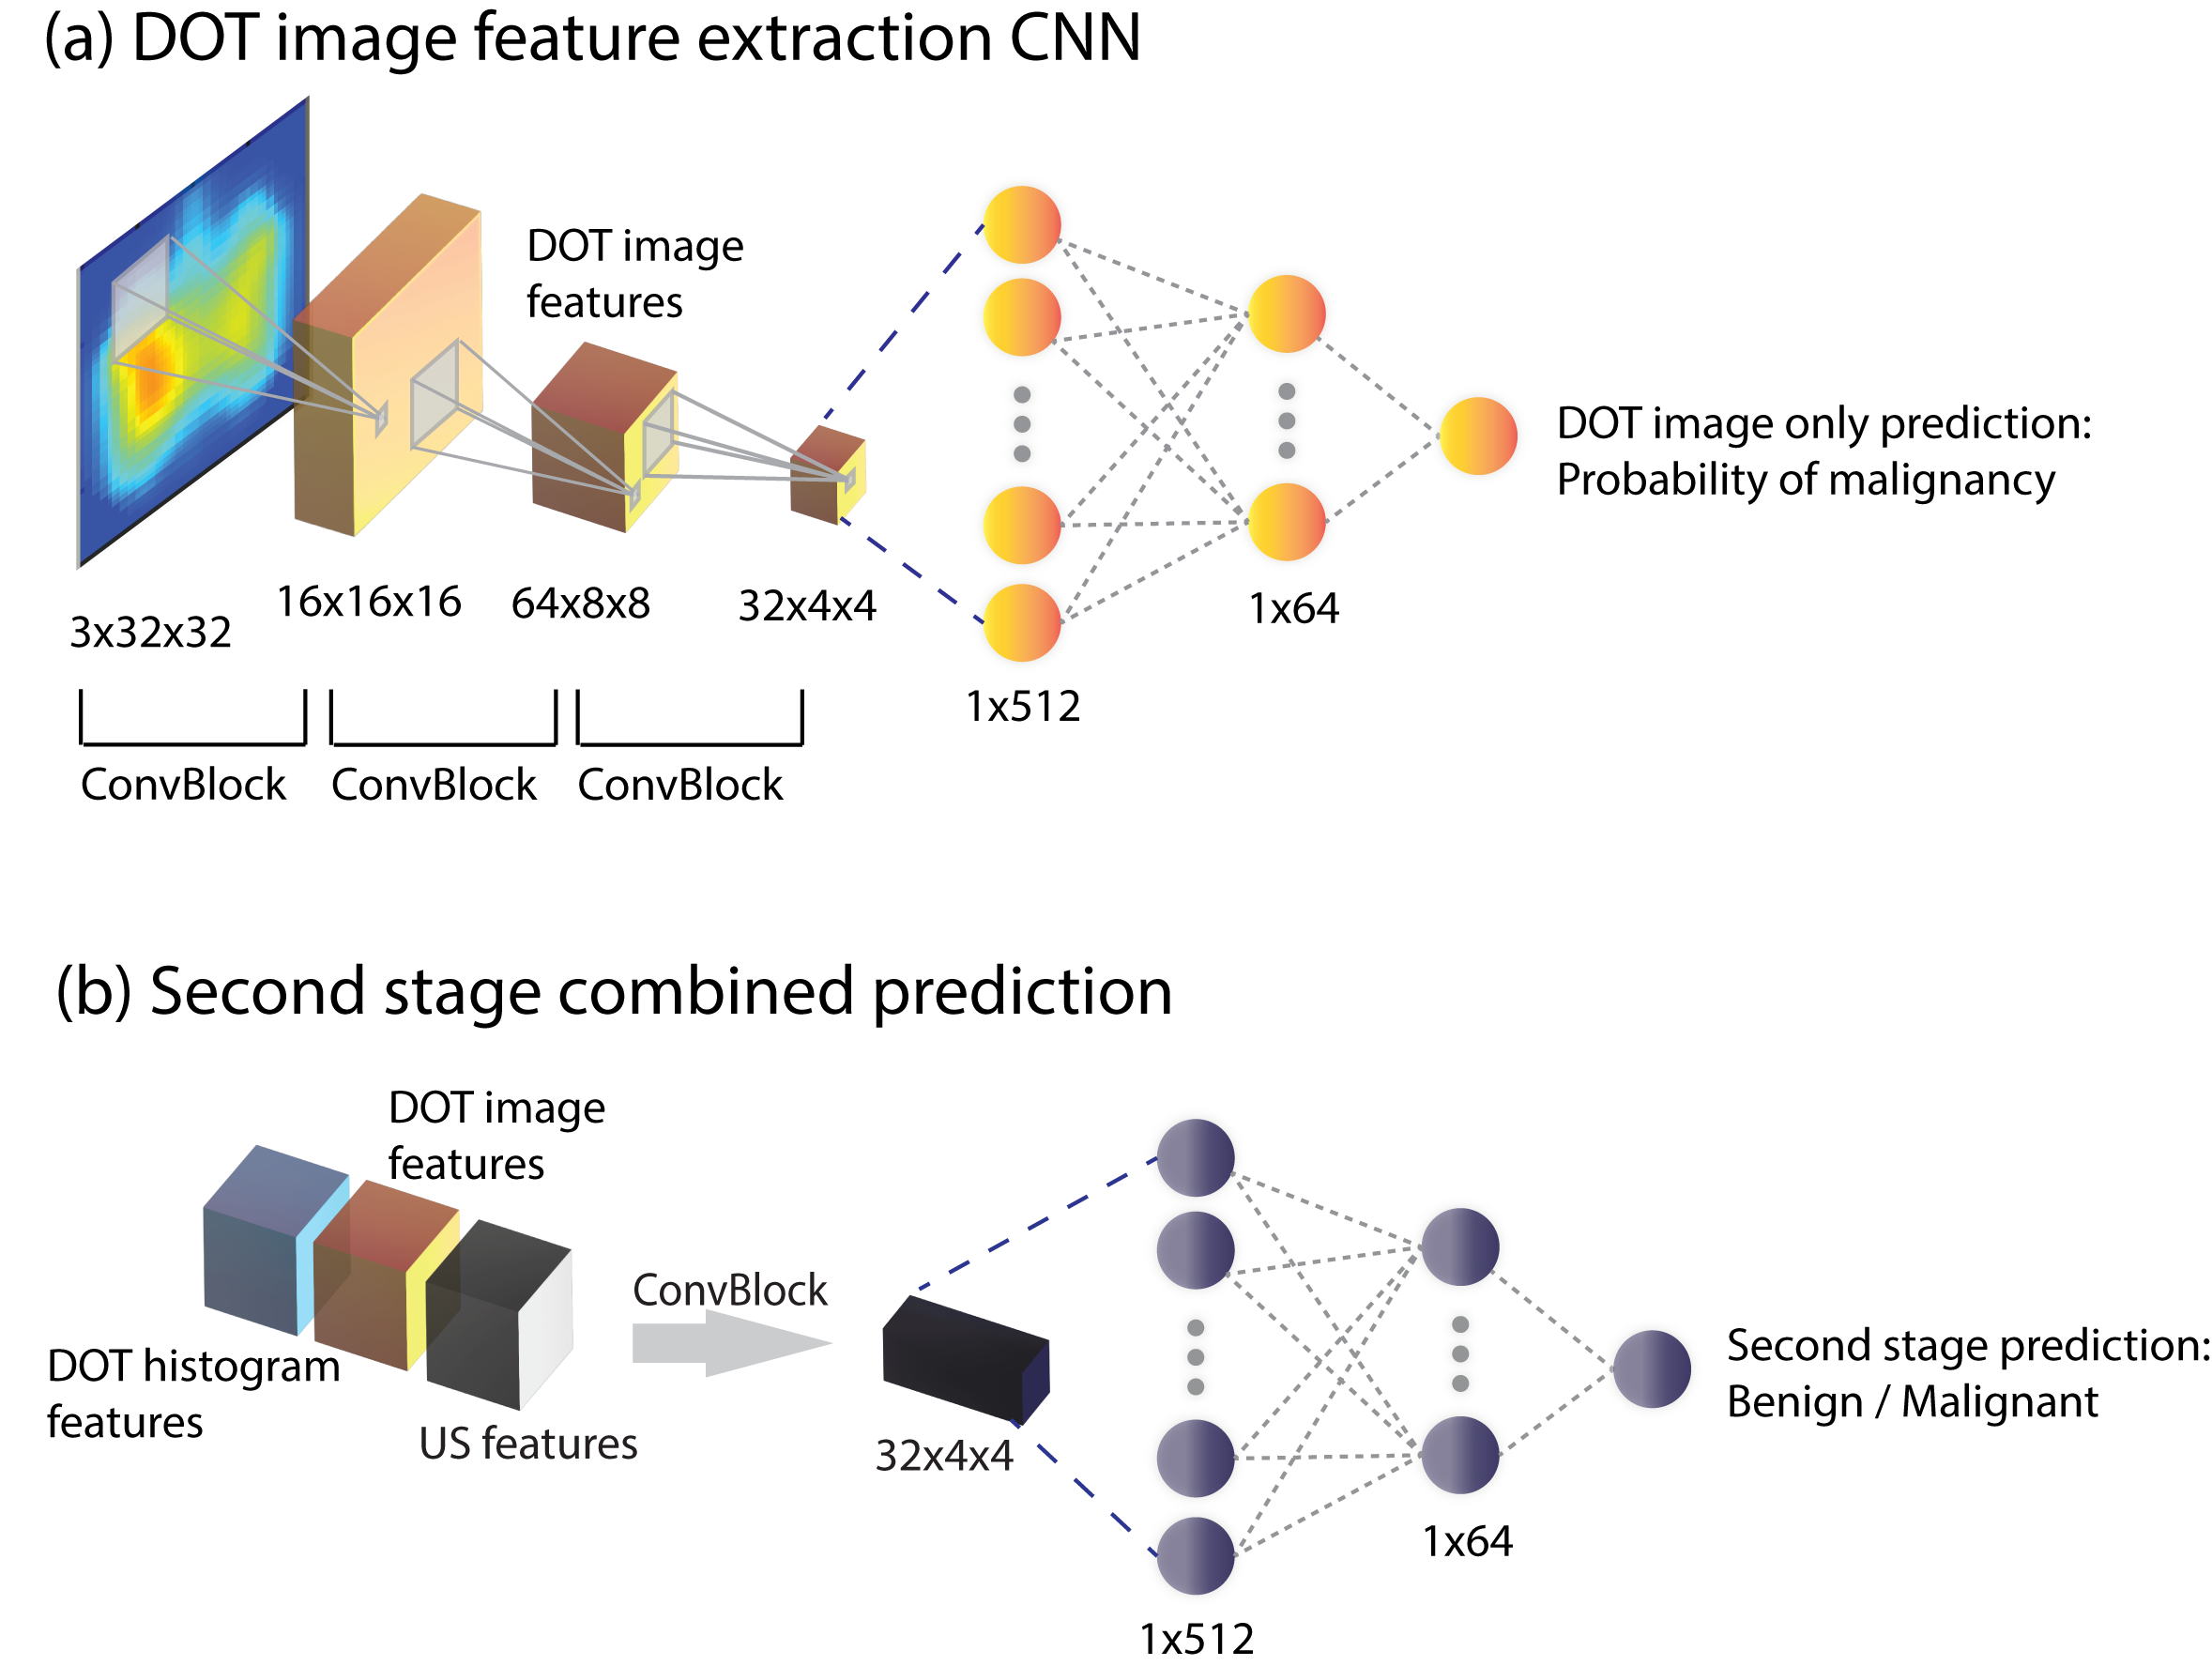 (a) DOT image feature extraction CNN
DOT image
features
DOT image only prediction:
Probability of malignancy
3x32x32
16x16x16
64x8x8
32x4x4
1x512
1x64
ConvBlock
ConvBlock
ConvBlock
(b) Second stage combined prediction
DOT image
features
DOT histogram
features
US features
ConvBlock
32x4x4
1x512
1x64
Second stage prediction:
Benign / Malignant